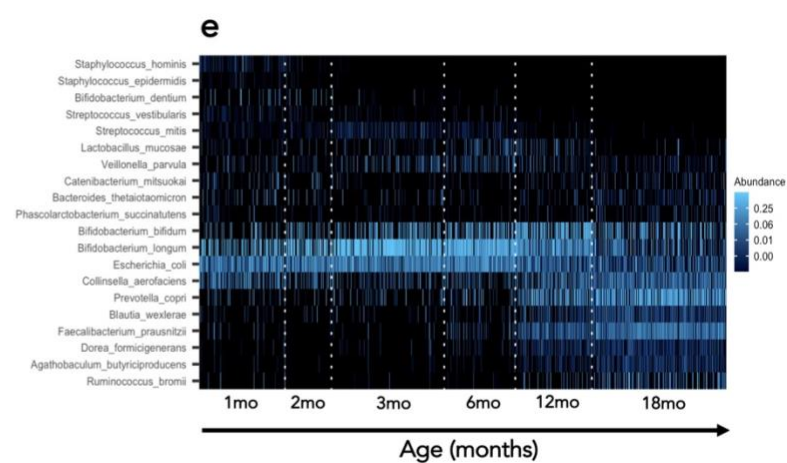 e
Staphylococcus_hominis
Staphylococcus_epidermidis
Bifidobacterium_dentium
Streptococcus_vestibularis
Streptococcus_mitis
Lactobacillus_mucosae
Veillonella_parvula
Catenibacterium_mitsuokai
Bacteroides_thetaiotaomicron
Phascolarctobacterium_succinatutens
Bifidobacterium_bifidum
Bifidobacterium_longum
Escherichia_coli
Collinsella_aerofaciens
Prevotella_copri
Blautia_wexlerae
Faecalibacterium_prausnitzii
Dorea_formicigenerans
Agathobaculum_butyriciproducens
Ruminococcus_bromii
Abundance
0.25
0.06
0.01
0.00
1mo 2mo 3mo 6mo 12mo 18mo
Age (months)